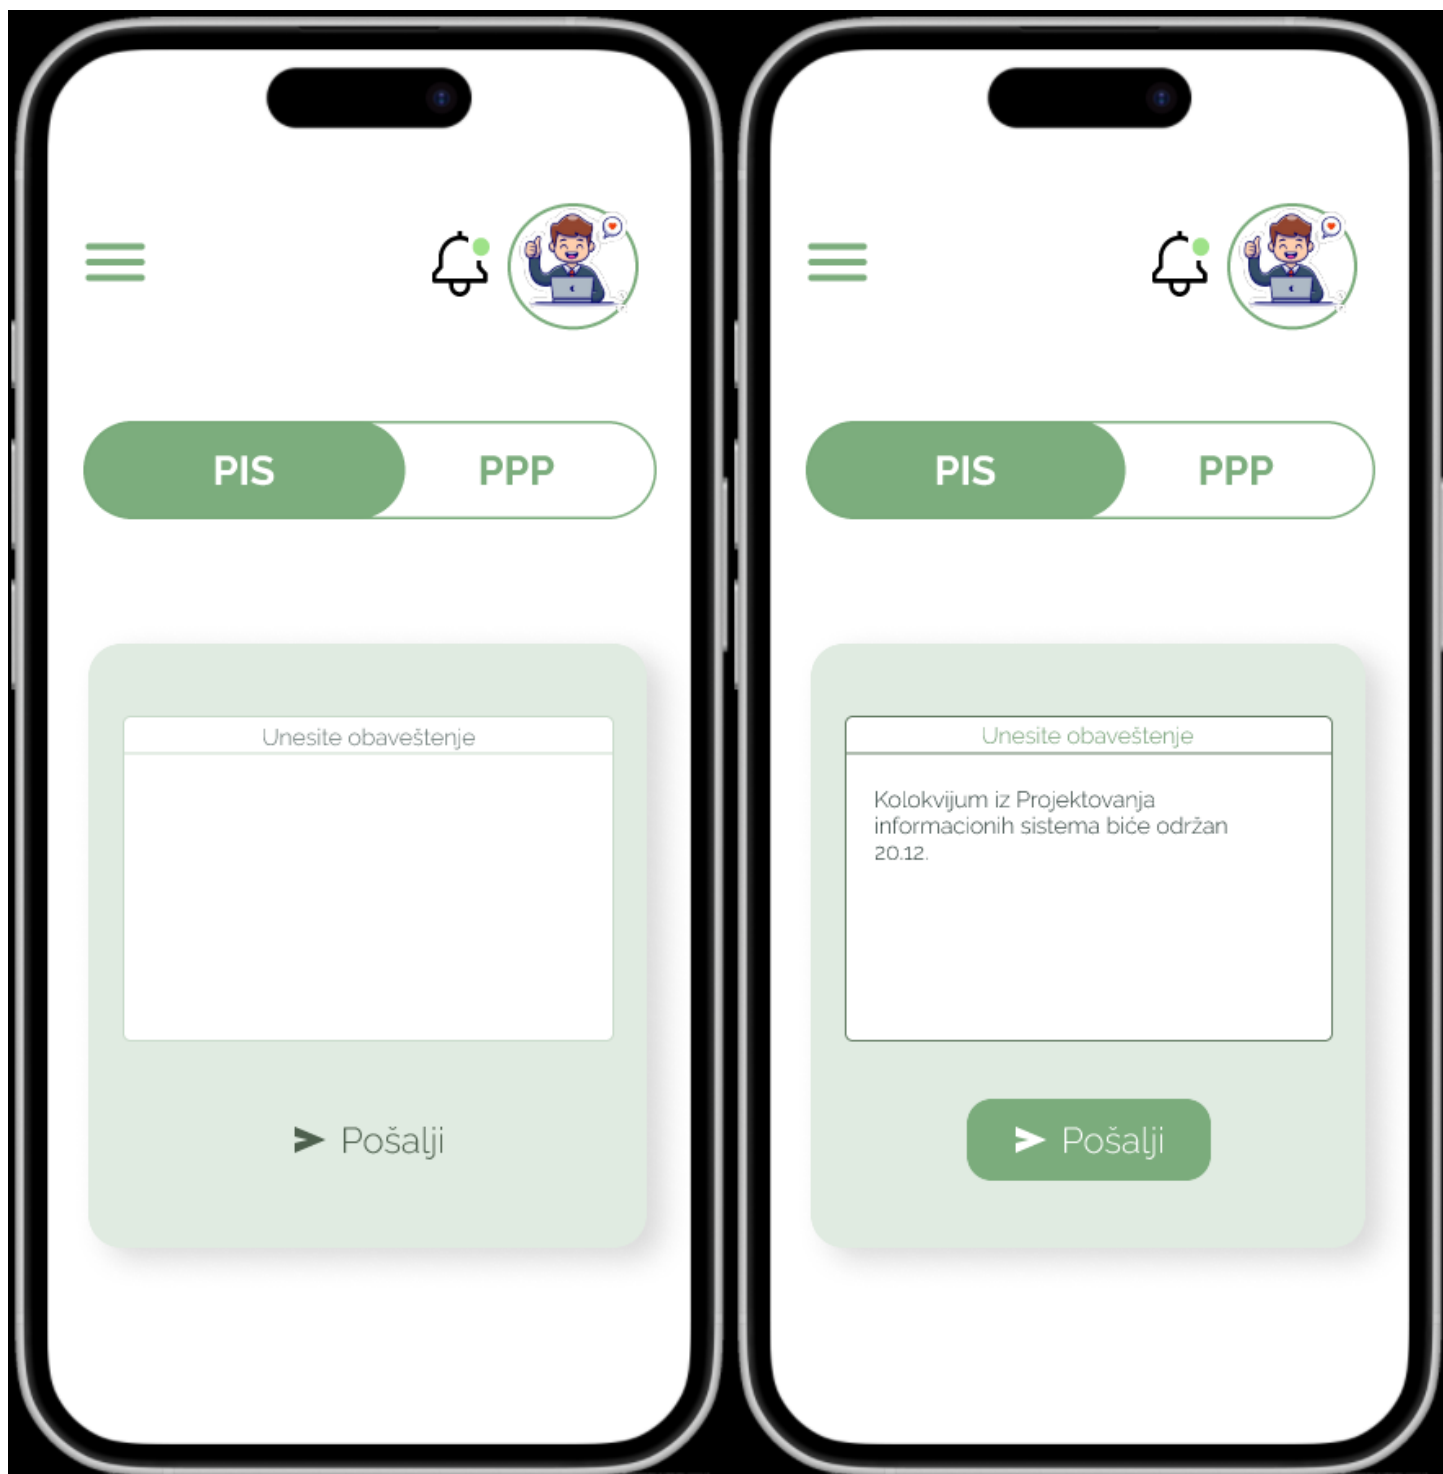 PIS PPP
Unesite obaveštenje
Pošalji
PIS PPP
Unesite obaveštenje
Kolokvijum iz Projektovanja
informacionih sistema biće održan
20.12.
Pošalji